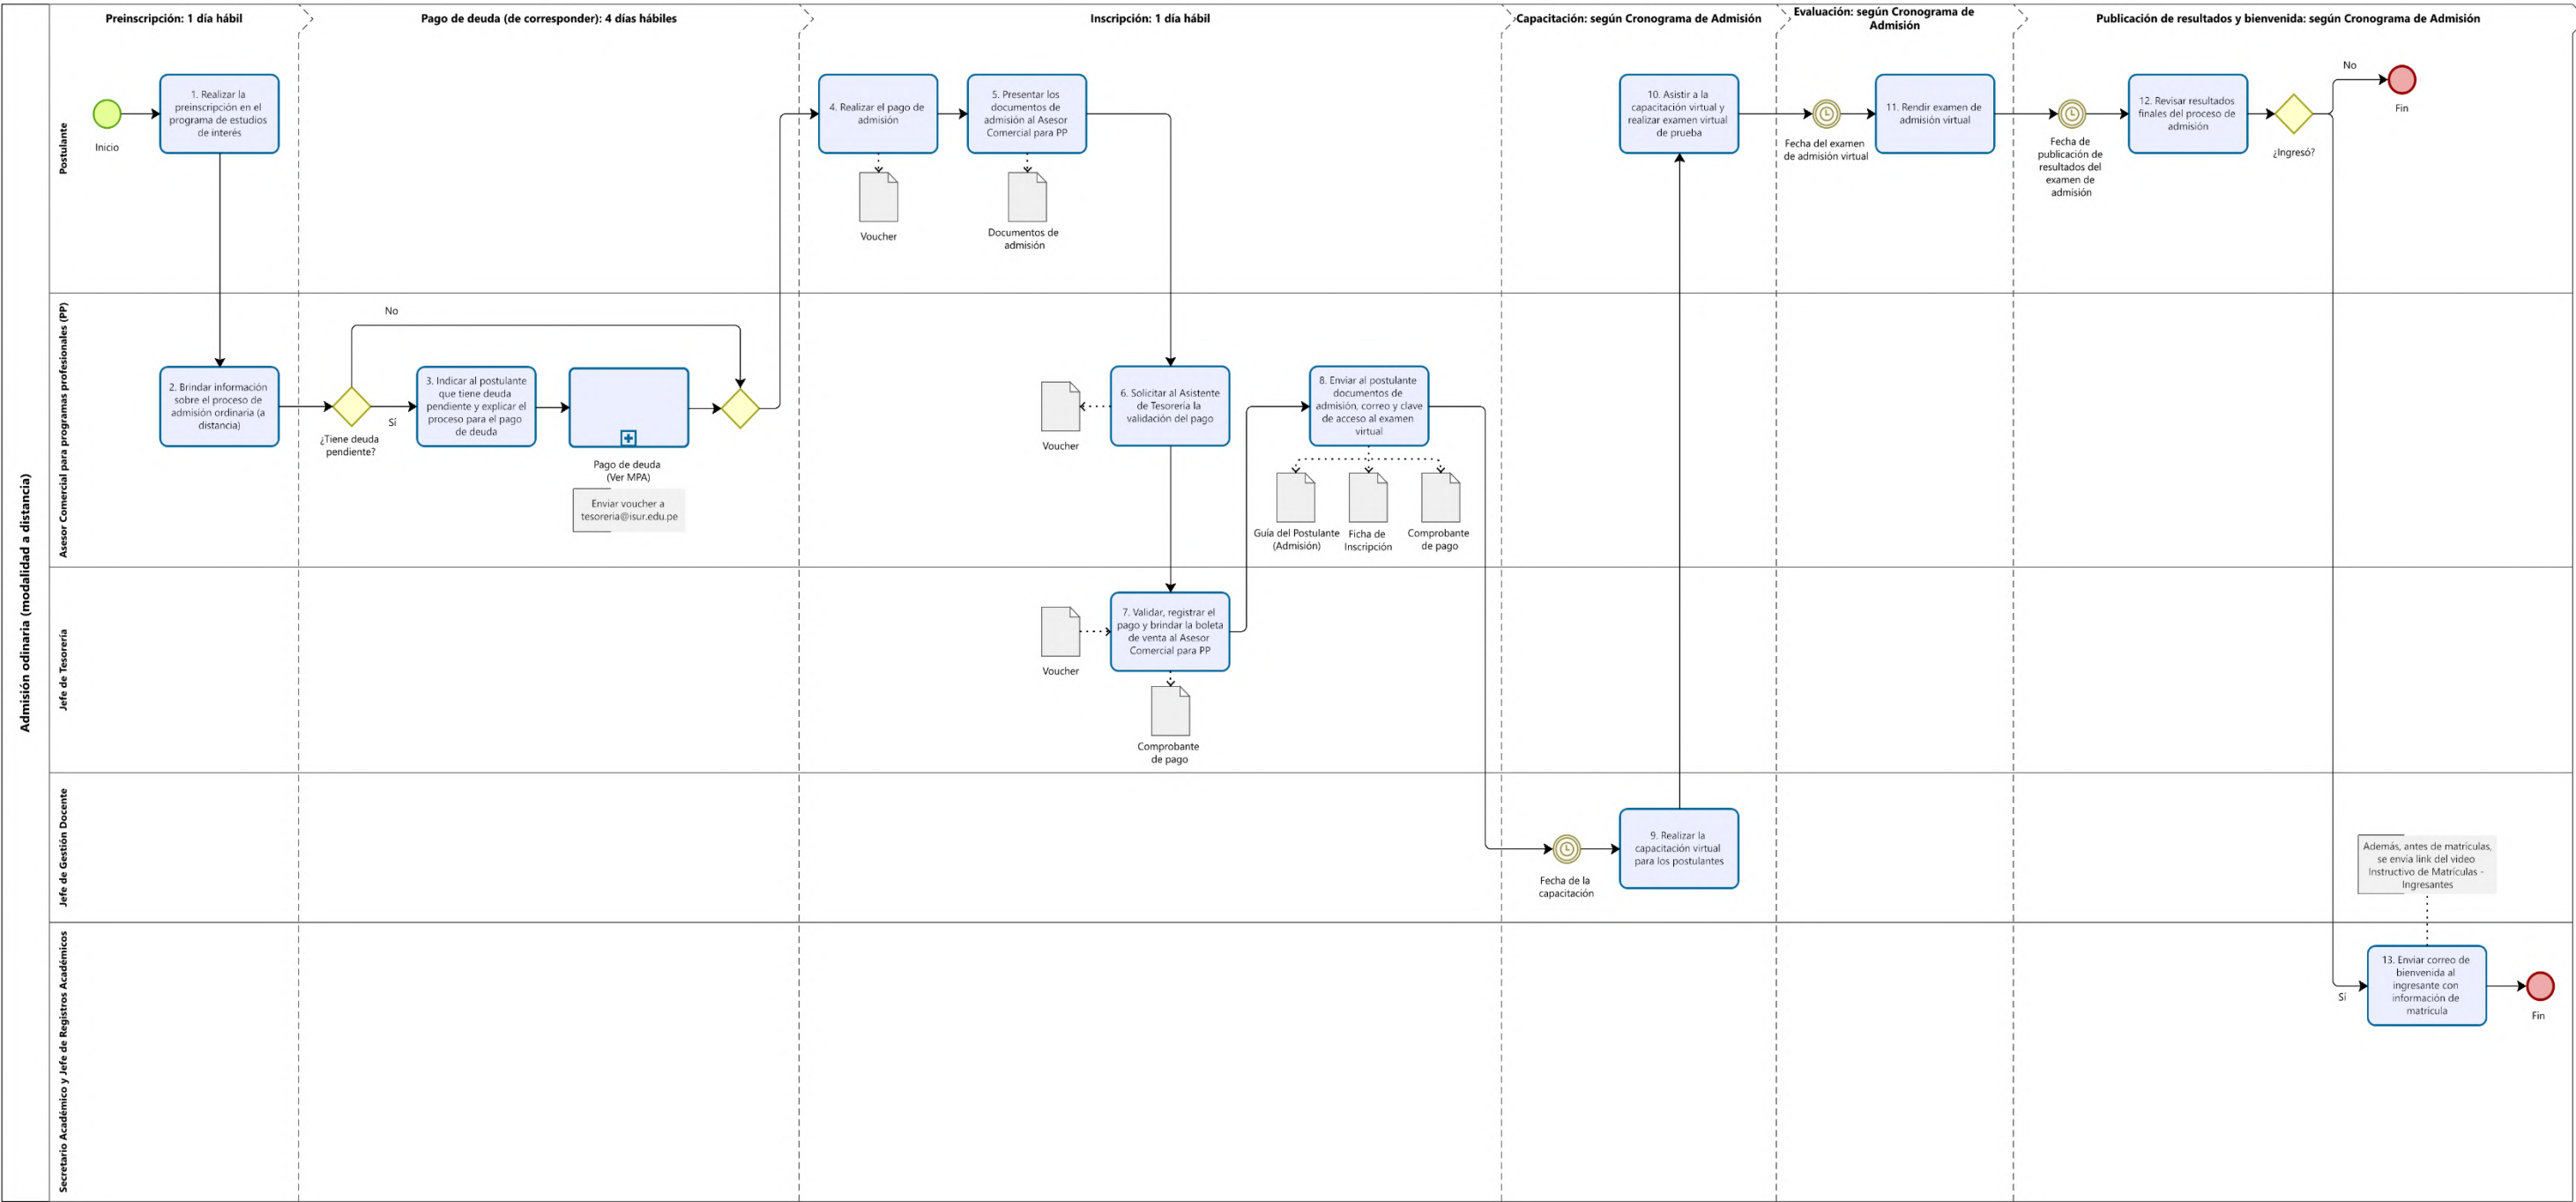 Admisión odinaria (modalidad a distancia)
Preinscripción: 1 día hábil
Pago de deuda (de corresponder): 4 días hábiles
Inscripción: 1 día hábil
Capacitación: según Cronograma de Admisión
Evaluación: según Cronograma de
Admisión
Publicación de resultados y bienvenida: según Cronograma de Admisión
Postulante
Inicio
1. Realizar la
preinscripción en el
programa de estudios
de interés
4. Realizar el pago de
admisión
Voucher
5. Presentar los
documentos de
admisión al Asesor
Comercial para PP
Documentos de
admisión
10. Asistir a la
capacitación virtual y
realizar examen virtual
de prueba
Fecha del examen
de admisión virtual
11. Rendir examen de
admisión virtual
Fecha de
publicación de
resultados del
examen de
admisión
12. Revisar resultados
finales del proceso de
admisión
¿Ingresó?
No
Fin
Asesor Comercial para programas profesionales (PP)
2. Brindar información
sobre el proceso de
admisión ordinaria (a
distancia)
¿Tiene deuda
pendiente?
No
Sí
3. Indicar al postulante
que tiene deuda
pendiente y explicar el
proceso para el pago
de deuda
Pago de deuda
(Ver MPA)
Enviar voucher a
tesoreria@isur.edu.pe
Voucher
6. Solicitar al Asistente
de Tesorería la
validación del pago
8. Enviar al postulante
documentos de
admisión, correo y clave
de acceso al examen
virtual
Guía del Postulante
(Admisión)
Ficha de
Inscripción
Comprobante
de pago
Jefe de Tesorería
Voucher
7. Validar, registrar el
pago y brindar la boleta
de venta al Asesor
Comercial para PP
Comprobante
de pago
Jefe de Gestión Docente
Fecha de la
capacitación
9. Realizar la
capacitación virtual
para los postulantes
Además, antes de matrículas,
se envía link del video
Instructivo de Matrículas -
Ingresantes
Secretario Académico y Jefe de Registros Académicos
Sí
13. Enviar correo de
bienvenida al
ingresante con
información de
matrícula
Fin